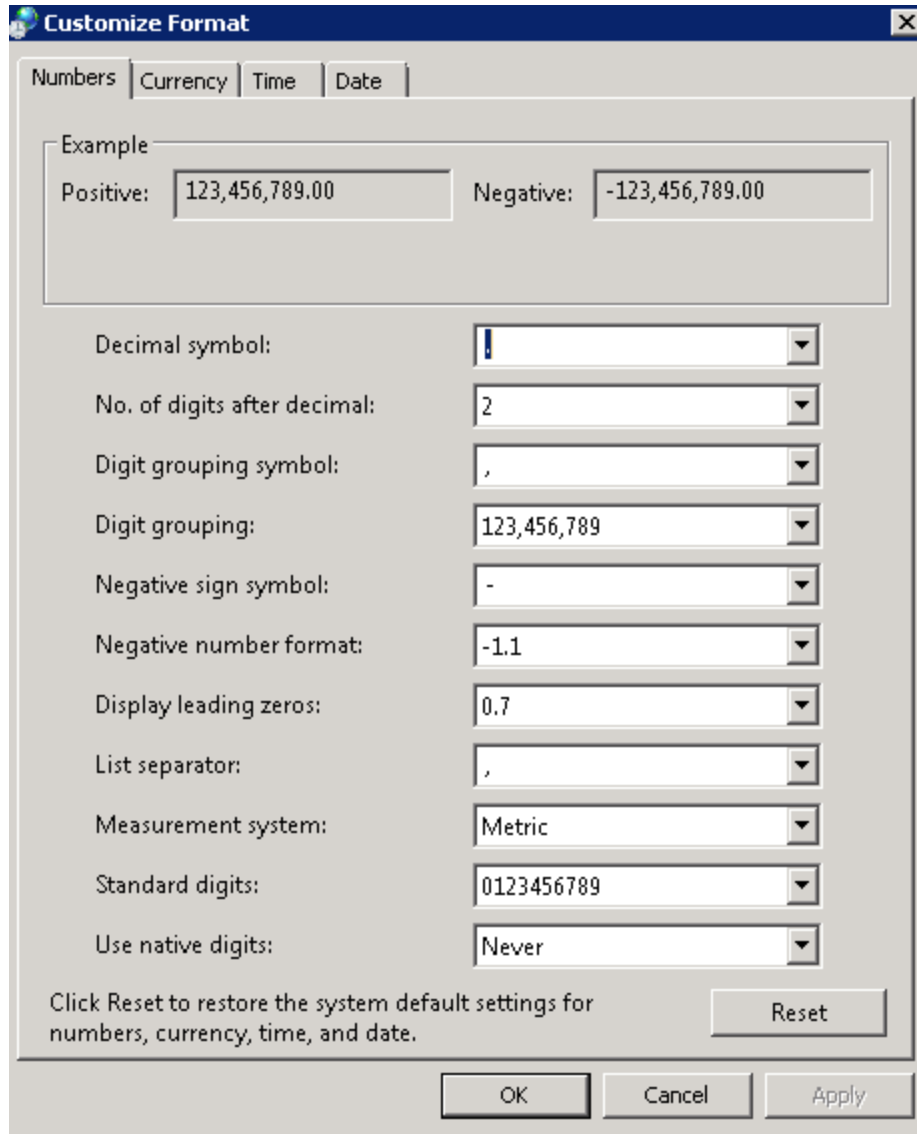 Customize Format
Numbers Currency Time Date
Example
Positive: 123,456,789.00 Negative: -123,456,789.00
Decimal symbol: .
No. of digits after decimal: 2
Digit grouping symbol: ,
Digit grouping: 123,456,789
Negative sign symbol: -
Negative number format: -1.1
Display leading zeros: 0.7
List separator: ,
Measurement system: Metric
Standard digits: 0123456789
Use native digits: Never
Click Reset to restore the system default settings for
numbers, currency, time, and date.
Reset
OK Cancel Apply